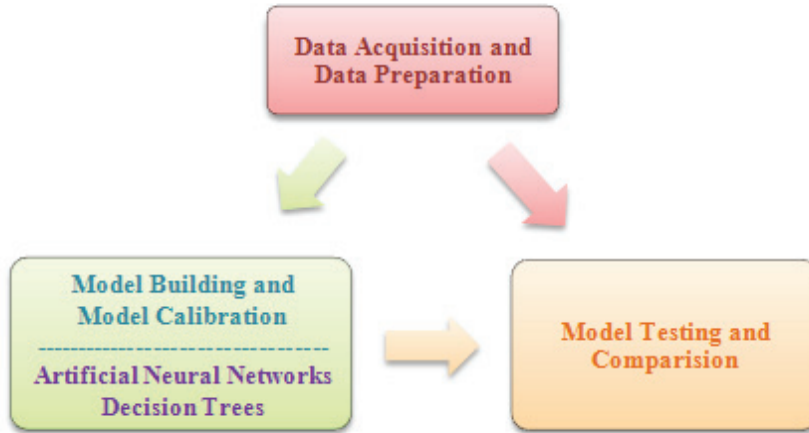 Data Acquisition and
Data Preparation
Model Building and
Model Calibration
Artificial Neural Networks
Decision Trees
Model Testing and
Comparision